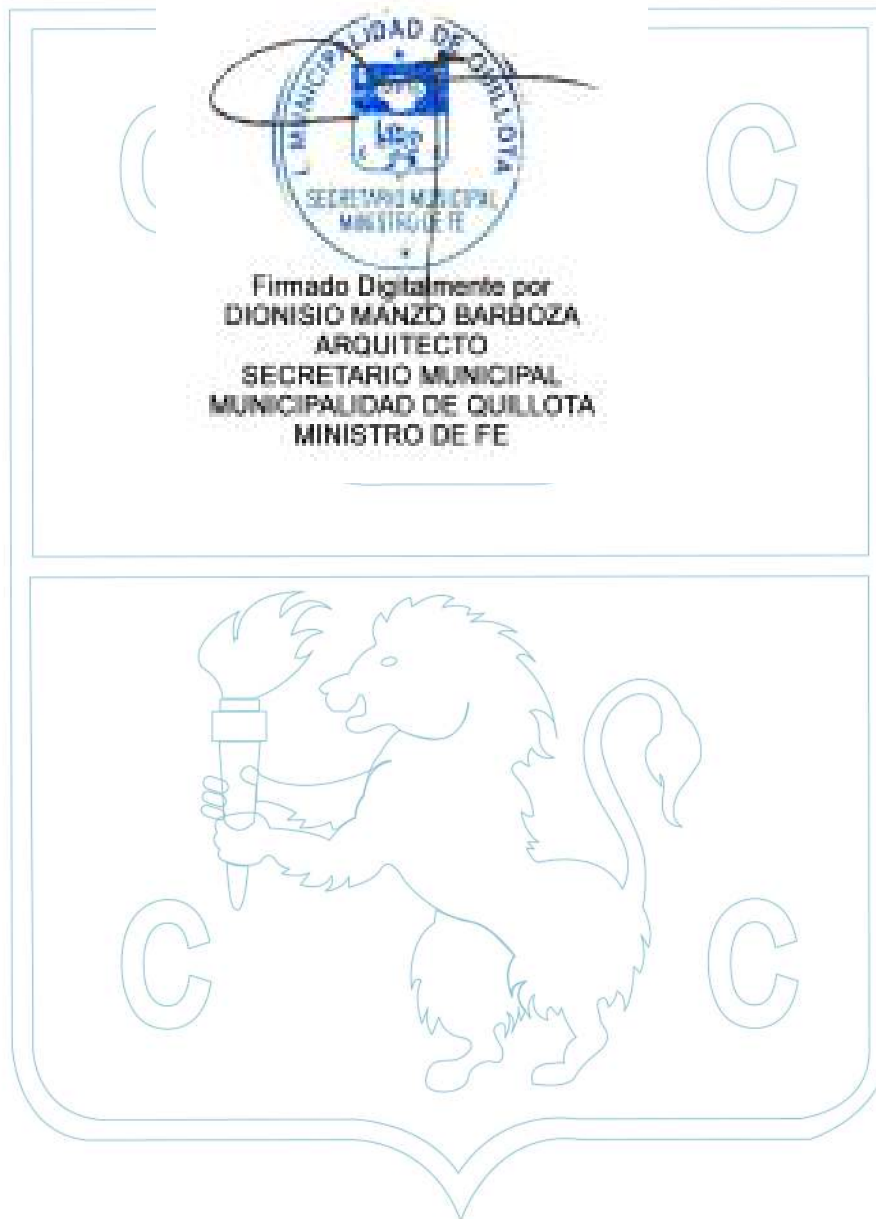 I. MUNICIPALIDAD DE QUILLOTA
SECRETARIO MUNICIPAL
MINISTRO DE FE
C
Firmado Digitalmente por
DIONISIO MANZO BARBOZA
ARQUITECTO
SECRETARIO MUNICIPAL
MUNICIPALIDAD DE QUILLOTA
MINISTRO DE FE
C C